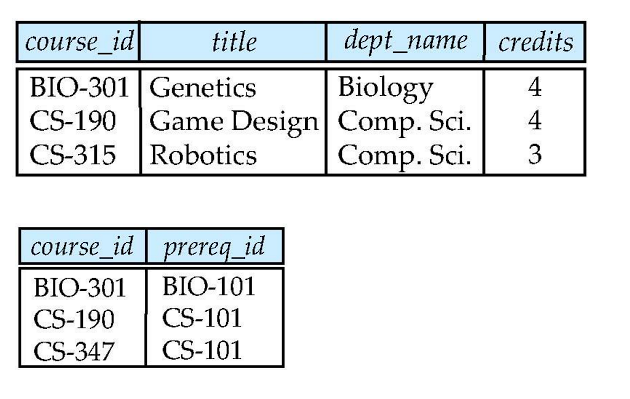 course_id title dept_name credits
BIO-301 Genetics Biology 4
CS-190 Game Design Comp. Sci. 4
CS-315 Robotics Comp. Sci. 3
course_id prereq_id
BIO-301 BIO-101
CS-190 CS-101
CS-347 CS-101